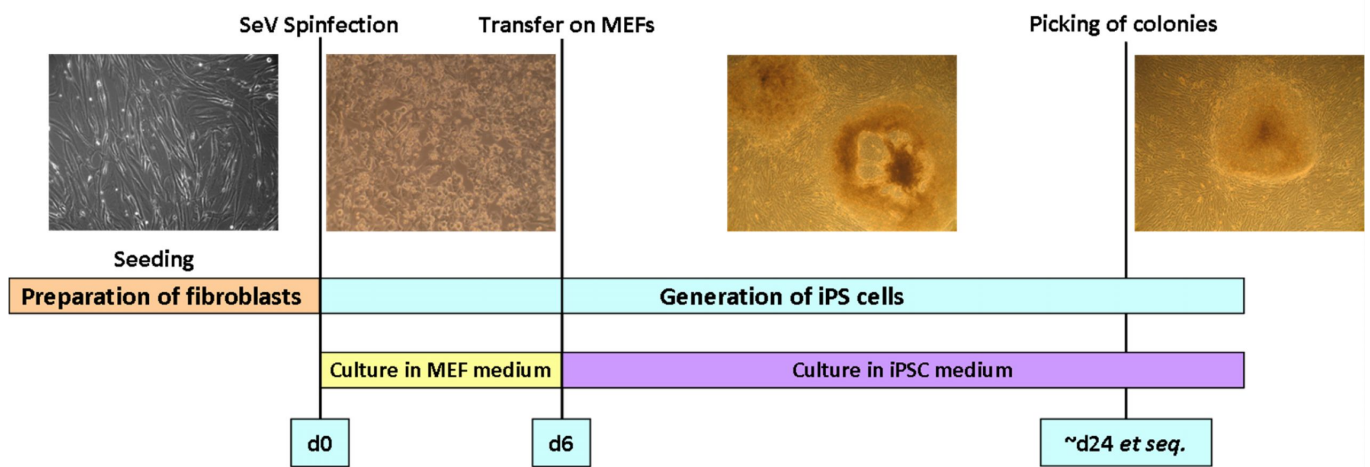 SeV Spinfection
Transfer on MEFs
Picking of colonies
Seeding
Preparation of fibroblasts
Generation of iPS cells
Culture in MEF medium
Culture in iPSC medium
d0
d6
~d24 et seq.